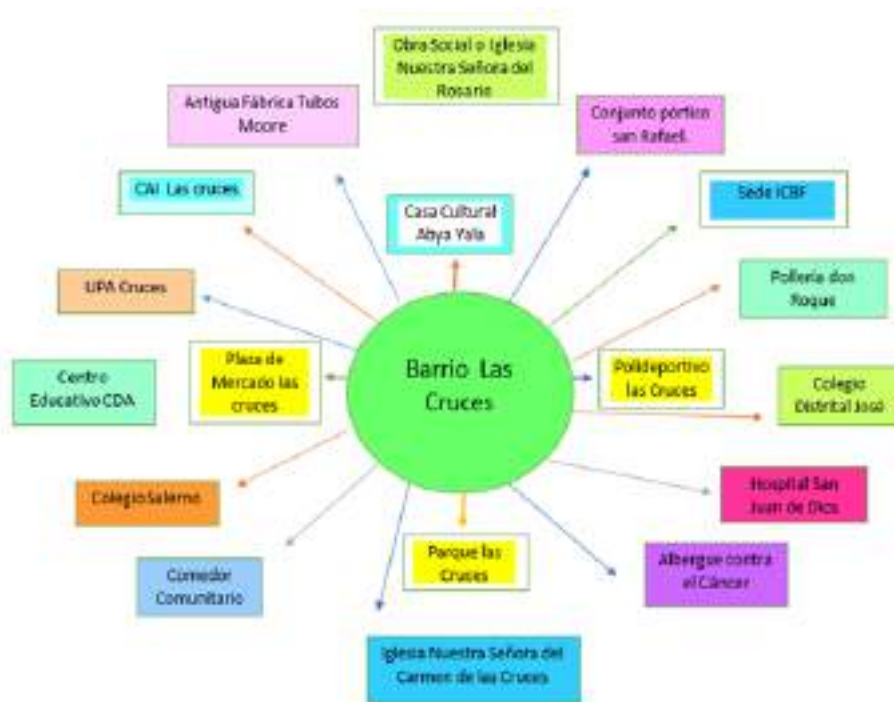 Obra Social o Iglesia
Nuestra Señora del
Rosario
Antigua Fábrica Tubos
Moore
Conjunto pórtico
san Rafael.
CAI Las cruces
Casa Cultural
Abya Yala
Sede ICBF
UPA Cruces
Pollería don
Roque
Plaza de
Mercado las
cruces
Barrio Las
Cruces
Polideportivo
las Cruces
Centro
Educativo CDA
Colegio
Distrital José
Colegio Salerno
Hospital San
Juan de Dios
Parque las
Cruces
Comedor
Comunitario
Albergue contra
el Cáncer
Iglesia Nuestra Señora del
Carmen de las Cruces